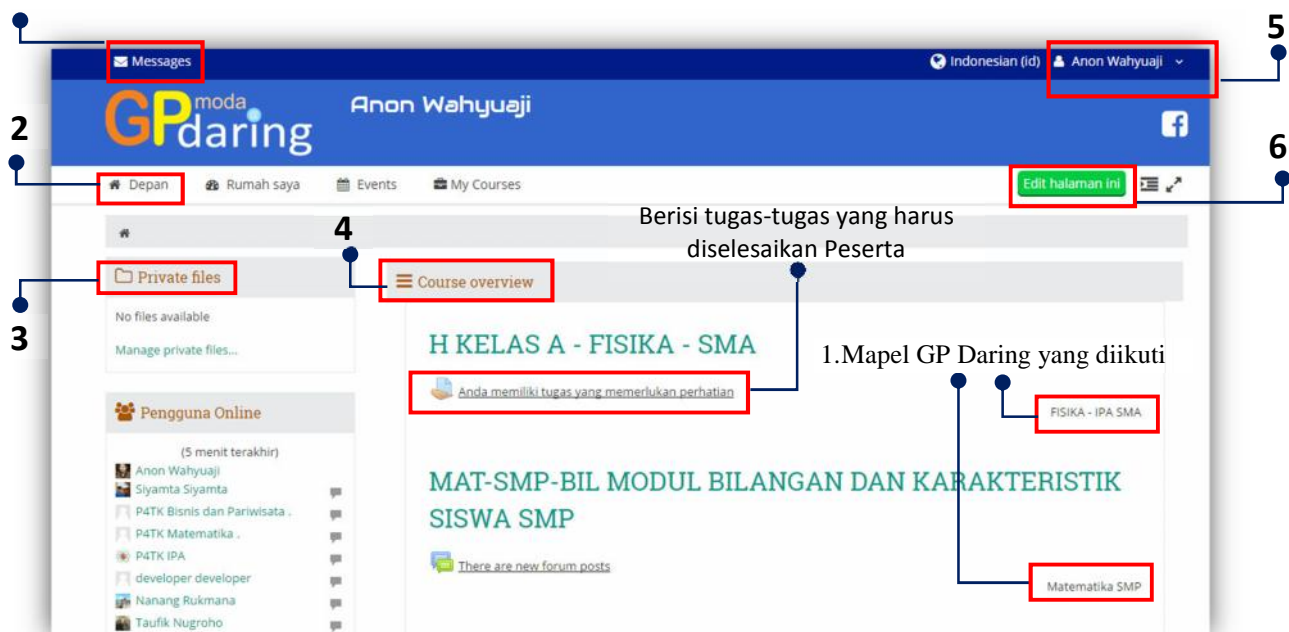 5
Messages
Indonesian (id) Anon Wahyuaji
GP moda daring
Anon Wahyuaji
2
6
Depan Rumah saya Events My Courses
Edit halaman ini
Berisi tugas-tugas yang harus
diselesaikan Peserta
4
Private files
Course overview
3
No files available
Manage private files...
H KELAS A - FISIKA - SMA
1.Mapel GP Daring yang diikuti
Anda memiliki tugas yang memerlukan perhatian
FISIKA - IPA SMA
Pengguna Online
(5 menit terakhir)
Anon Wahyuaji
Siyamta Siyamta
P4TK Bisnis dan Pariwisata .
P4TK Matematika .
P4TK IPA
developer developer
Nanang Rukmana
Taufik Nugroho
MAT-SMP-BIL MODUL BILANGAN DAN KARAKTERISTIK
SISWA SMP
There are new forum posts
Matematika SMP